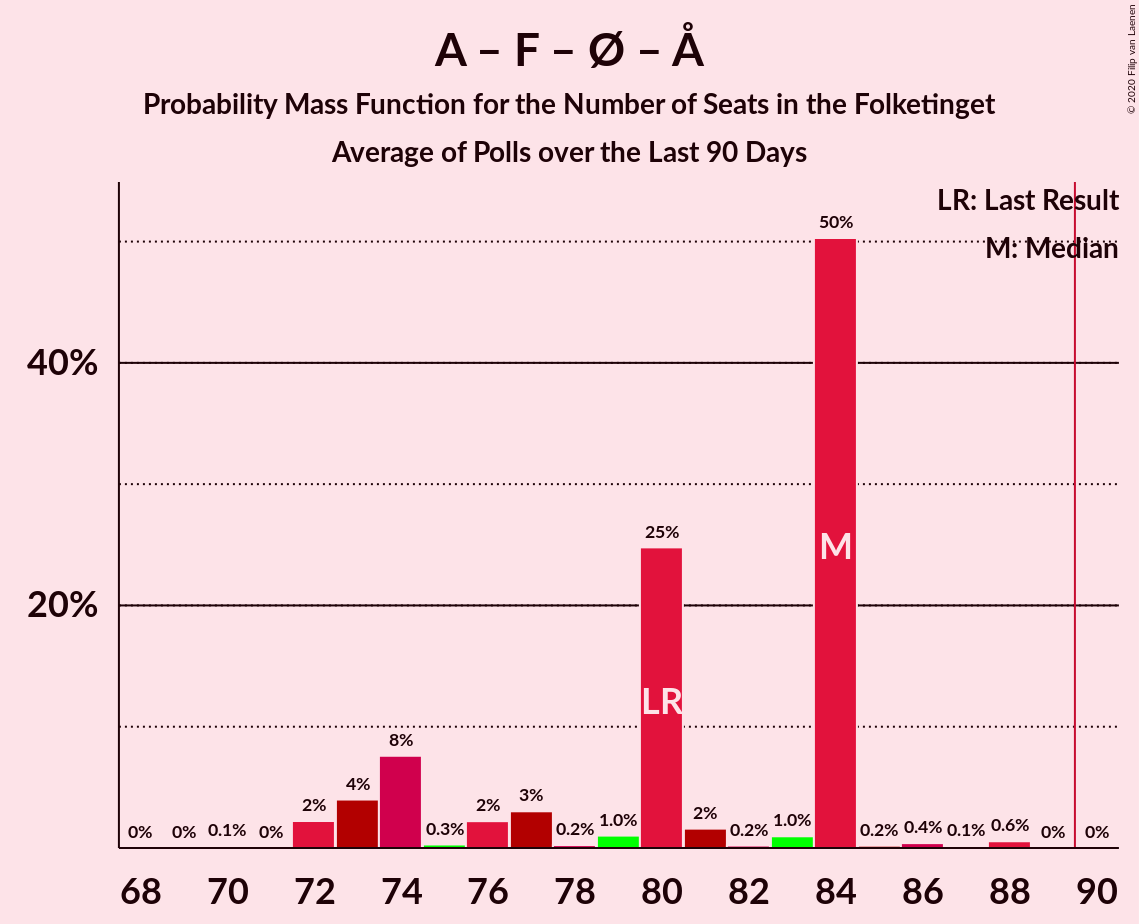 A – F – Ø – Å
Probability Mass Function for the Number of Seats in the Folketinget
Average of Polls over the Last 90 Days
© 2020 Filip van Laenen
LR: Last Result
M: Median
40%
20%
0%
0%
0.1%
0%
2%
4%
8%
0.3%
2%
3%
0.2%
1.0%
25%
2%
0.2%
1.0%
50%
0.2%
0.4%
0.1%
0.6%
0%
0%
LR
M
68 70 72 74 76 78 80 82 84 86 88 90